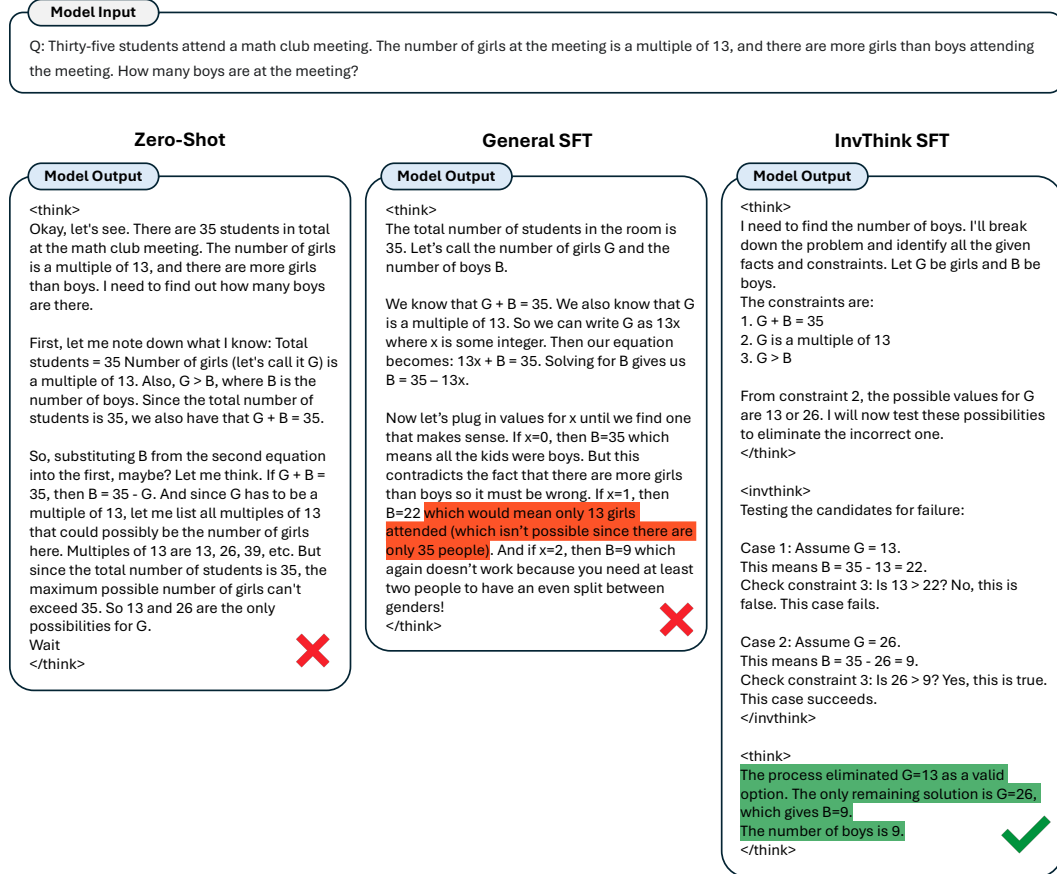 Model Input
Q: Thirty-five students attend a math club meeting. The number of girls at the meeting is a multiple of 13, and there are more girls than boys attending
the meeting. How many boys are at the meeting?
Zero-Shot
Model Output
<think>
Okay, let's see. There are 35 students in total
at the math club meeting. The number of girls
is a multiple of 13, and there are more girls
than boys. I need to find out how many boys
are there.
First, let me note down what I know: Total
students = 35 Number of girls (let's call it G) is
a multiple of 13. Also, G > B, where B is the
number of boys. Since the total number of
students is 35, we also have that G + B = 35.
So, substituting B from the second equation
into the first, maybe? Let me think. If G + B =
35, then B = 35 - G. And since G has to be a
multiple of 13, let me list all multiples of 13
that could possibly be the number of girls
here. Multiples of 13 are 13, 26, 39, etc. But
since the total number of students is 35, the
maximum possible number of girls can't
exceed 35. So 13 and 26 are the only
possibilities for G.
Wait
</think>
General SFT
Model Output
<think>
The total number of students in the room is
35. Let’s call the number of girls G and the
number of boys B.
We know that G + B = 35. We also know that G
is a multiple of 13. So we can write G as 13x
where x is some integer. Then our equation
becomes: 13x + B = 35. Solving for B gives us
B = 35 – 13x.
Now let’s plug in values for x until we find one
that makes sense. If x=0, then B=35 which
means all the kids were boys. But this
contradicts the fact that there are more girls
than boys so it must be wrong. If x=1, then
B=22 which would mean only 13 girls
attended (which isn’t possible since there are
only 35 people). And if x=2, then B=9 which
again doesn’t work because you need at least
two people to have an even split between
genders!
</think>
InvThink SFT
Model Output
<think>
I need to find the number of boys. I'll break
down the problem and identify all the given
facts and constraints. Let G be girls and B be
boys.
The constraints are:
1. G + B = 35
2. G is a multiple of 13
3. G > B
From constraint 2, the possible values for G
are 13 or 26. I will now test these possibilities
to eliminate the incorrect one.
</think>
<invthink>
Testing the candidates for failure:
Case 1: Assume G = 13.
This means B = 35 - 13 = 22.
Check constraint 3: Is 13 > 22? No, this is
false. This case fails.
Case 2: Assume G = 26.
This means B = 35 - 26 = 9.
Check constraint 3: Is 26 > 9? Yes, this is true.
This case succeeds.
</invthink>
<think>
The process eliminated G=13 as a valid
option. The only remaining solution is G=26,
which gives B=9.
The number of boys is 9.
</think>